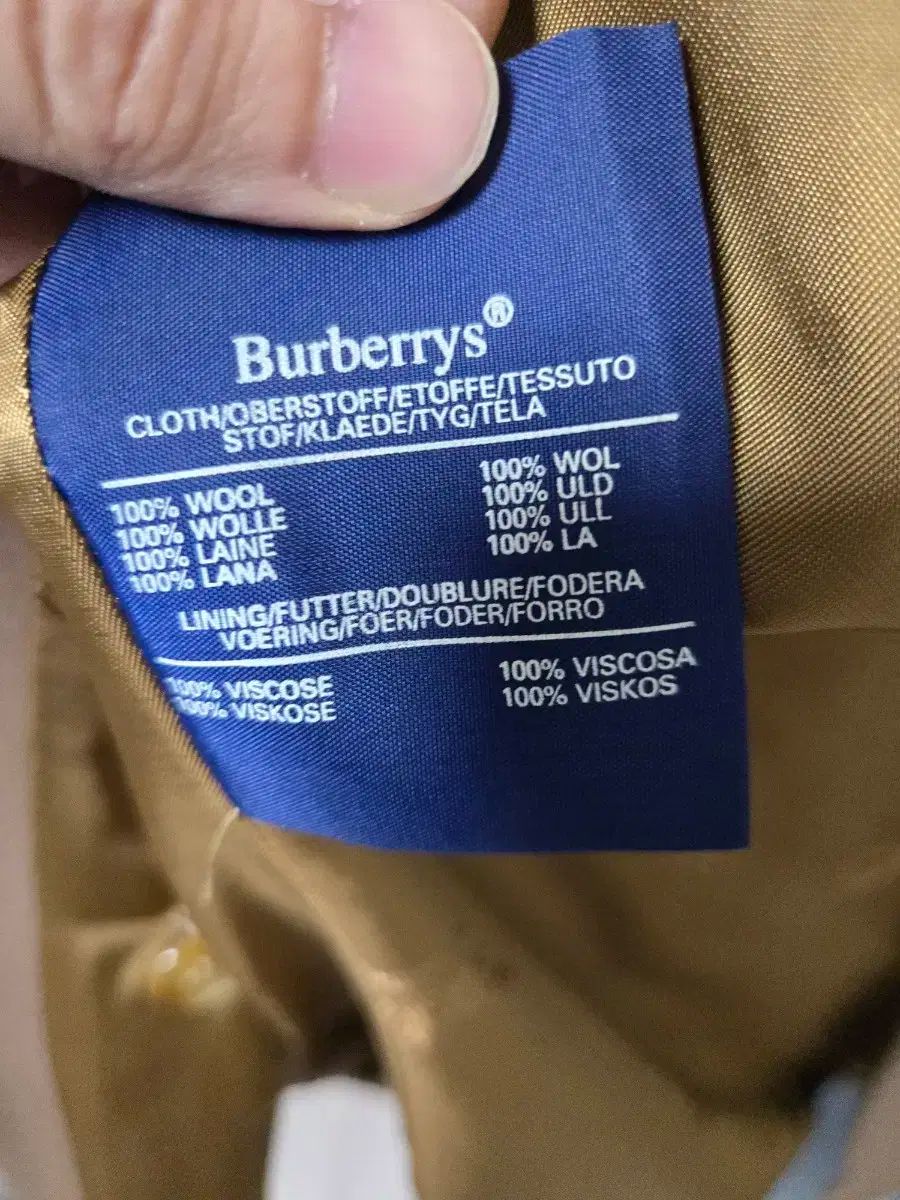 Burberrys®
CLOTH/OBERSTOFF/ETOFFE/TESSUTO
STOF/KLAEDE/TYG/TELA
100% WOOL
100% WOLLE
100% LAINE
100% LANA
100% WOL
100% ULD
100% ULL
100% LA
LINING/FUTTER/DOUBLURE/FODERA
VOERING/FOER/FODER/FORRO
100% VISCOSE
100% VISKOSE
100% VISCOSA
100% VISKOS